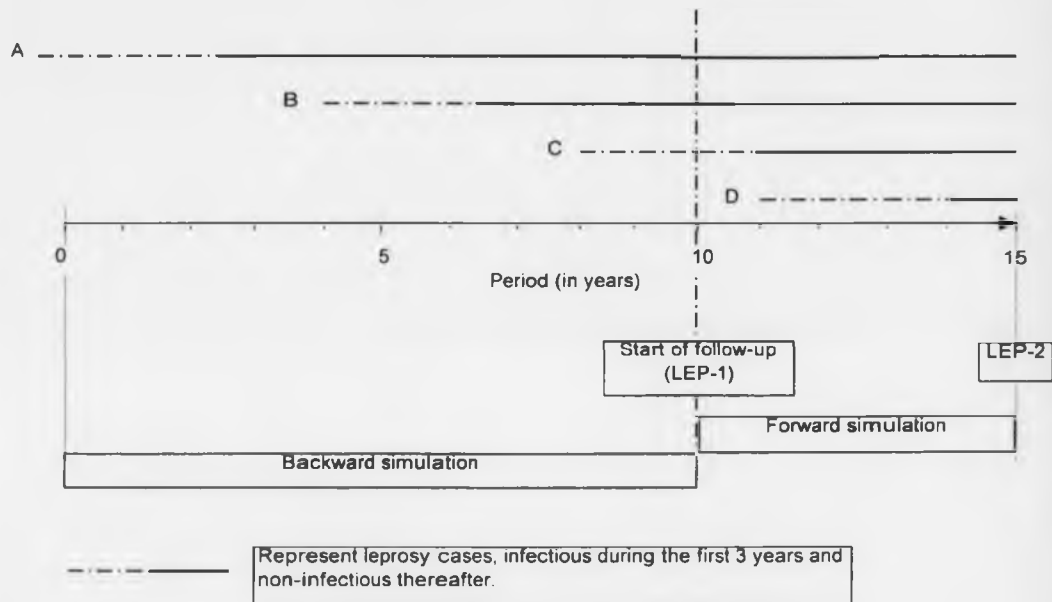 A
B
C
D
0 5 10 15
Period (in years)
Start of follow-up
(LEP-1)
LEP-2
Forward simulation
Backward simulation
Represent leprosy cases, infectious during the first 3 years and
non-infectious thereafter.